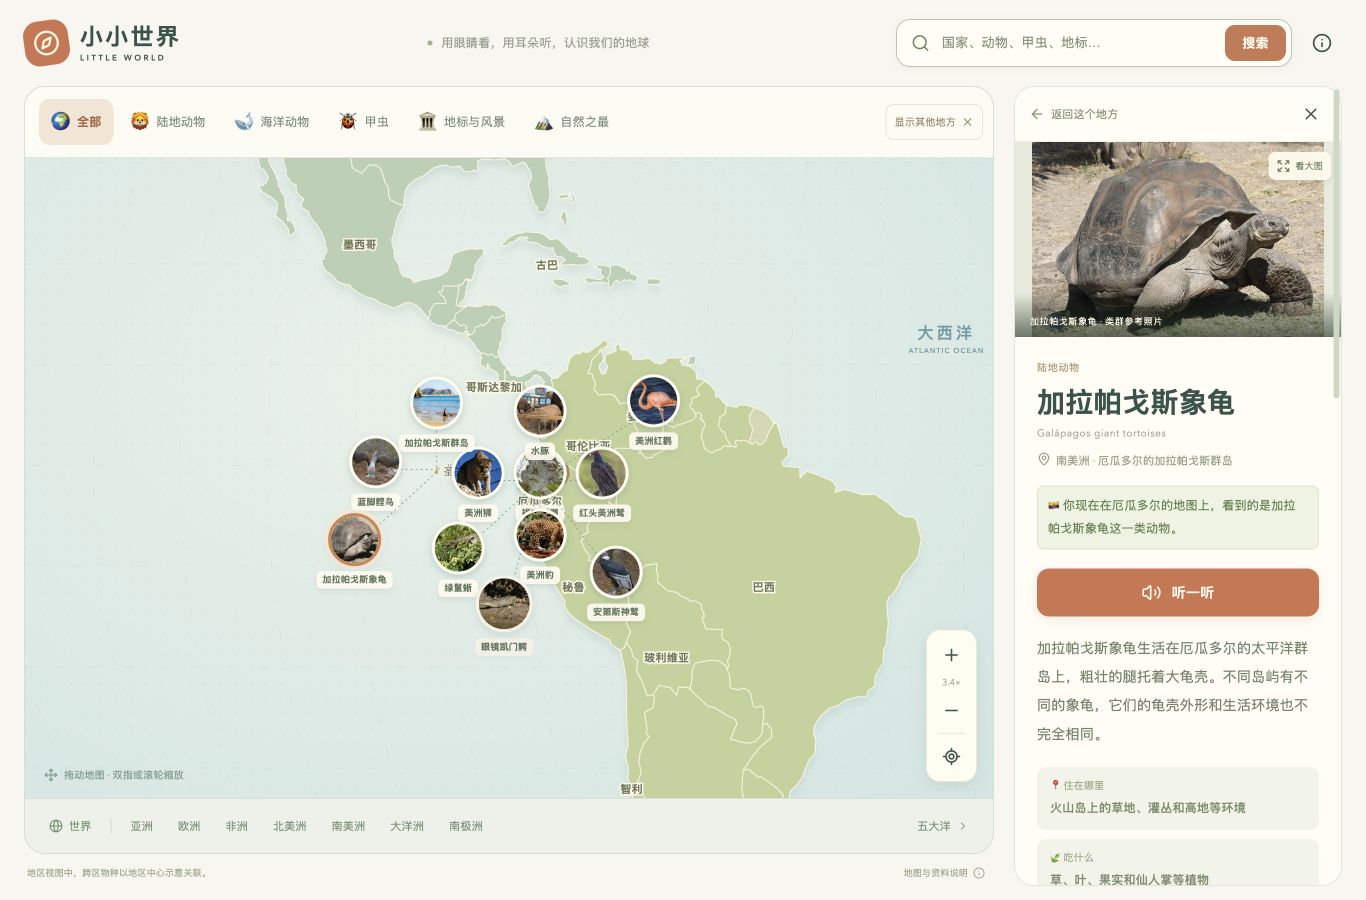 小小世界
LITTLE WORLD
用眼睛看，用耳朵听，认识我们的地球
国家、动物、甲虫、地标…
搜索
全部
陆地动物
海洋动物
甲虫
地标与风景
自然之最
显示其他地方
墨西哥
古巴
大西洋
ATLANTIC OCEAN
哥斯达黎加
加拉帕戈斯群岛
水豚
哥伦比亚
美洲红鹳
蓝脚鲣鸟
美洲狮
厄瓜多尔
红头美洲鹫
加拉帕戈斯象龟
绿鬣蜥
美洲豹
秘鲁
安第斯神鹫
巴西
眼镜凯门鳄
玻利维亚
智利
3.4×
拖动地图 · 双指或滚轮缩放
世界
亚洲
欧洲
非洲
北美洲
南美洲
大洋洲
南极洲
五大洋
地区视图中，跨区物种以地区中心示意关联。
地图与资料说明
返回这个地方
看大图
加拉帕戈斯象龟 · 类群参考照片
陆地动物
加拉帕戈斯象龟
Galápagos giant tortoises
南美洲 · 厄瓜多尔的加拉帕戈斯群岛
你现在在厄瓜多尔的地图上，看到的是加拉
帕戈斯象龟这一类动物。
听一听
加拉帕戈斯象龟生活在厄瓜多尔的太平洋群
岛上，粗壮的腿托着大龟壳。不同岛屿有不
同的象龟，它们的龟壳外形和生活环境也不
完全相同。
住在哪里
火山岛上的草地、灌丛和高地等环境
吃什么
草、叶、果实和仙人掌等植物